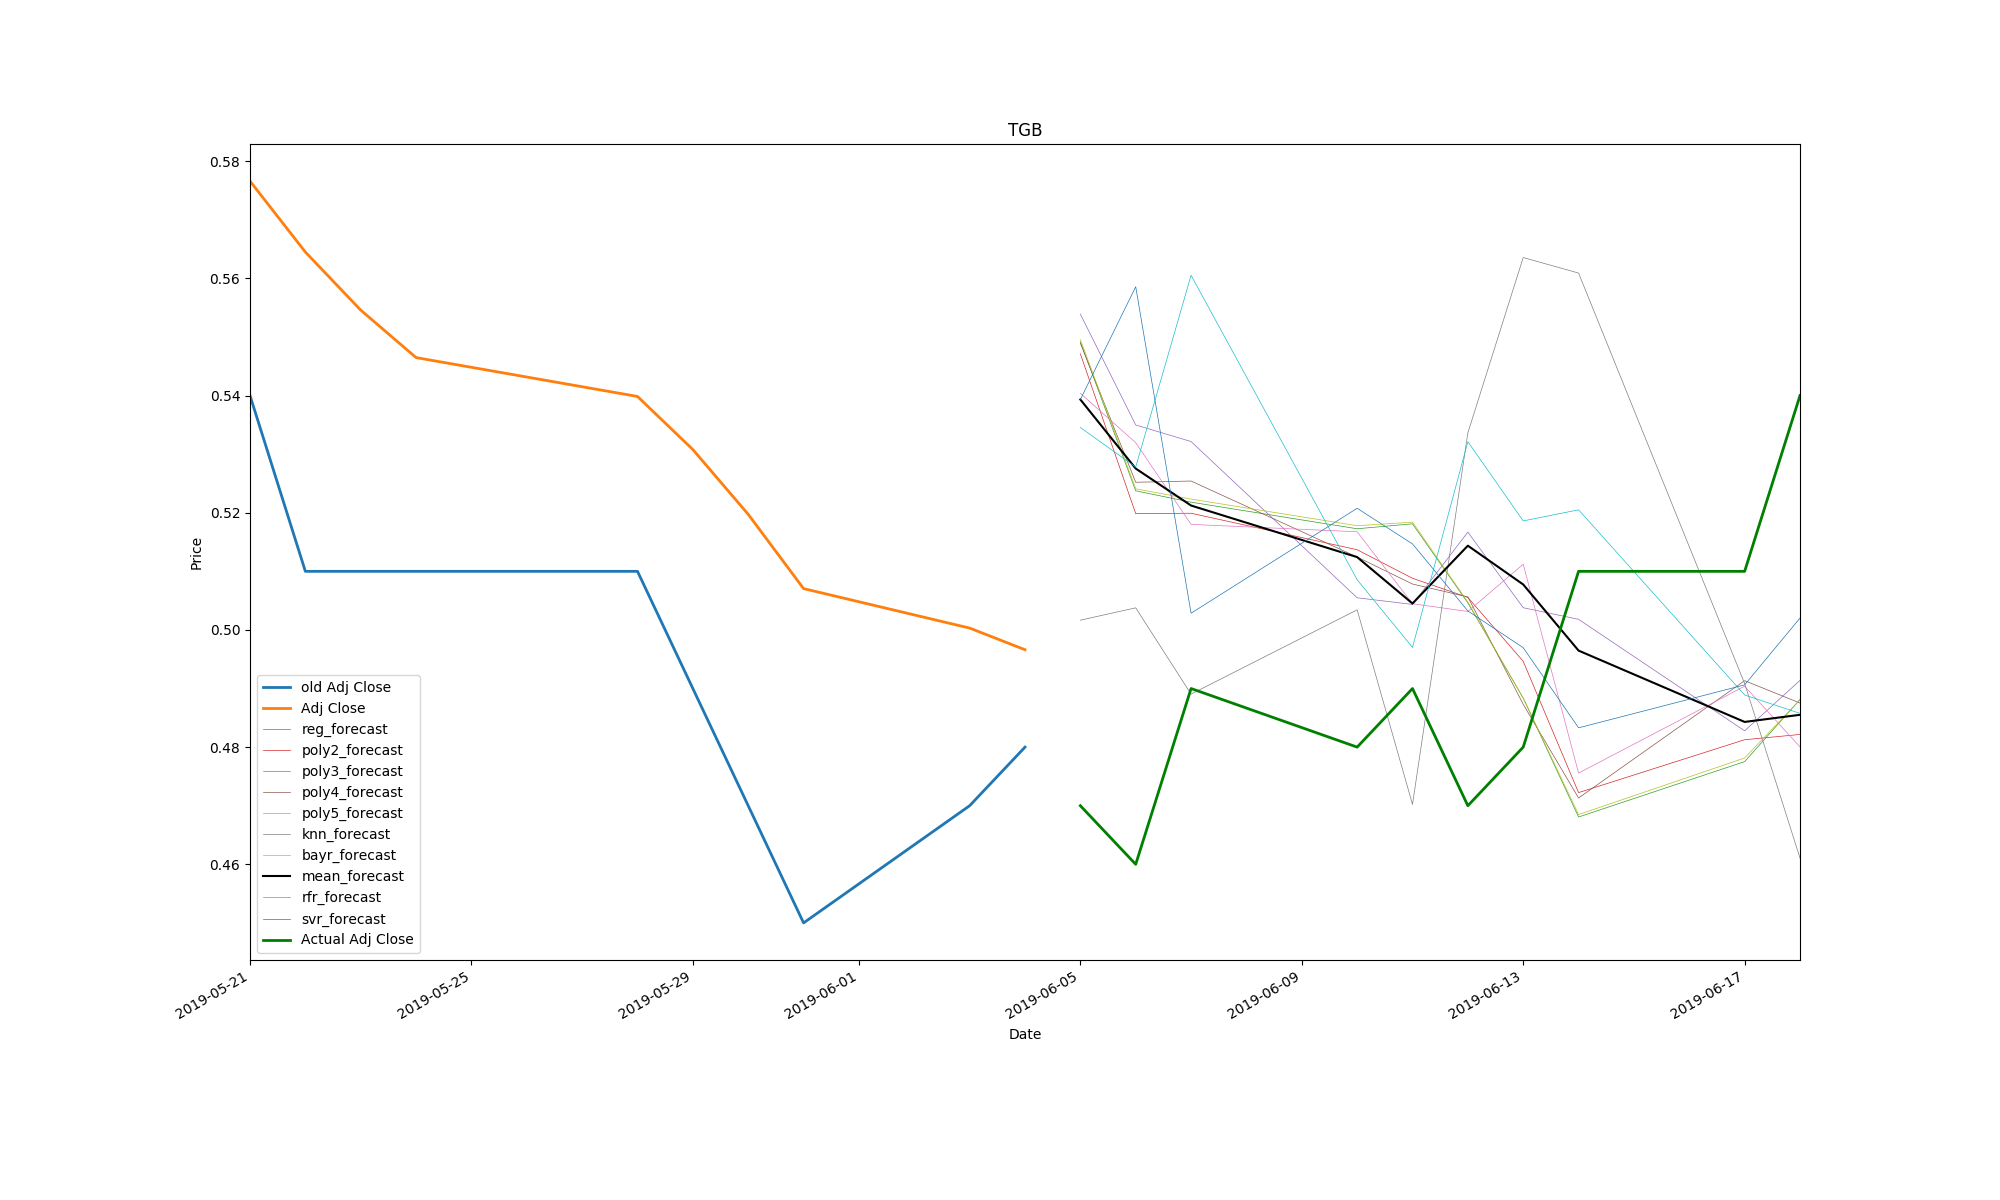 TGB
0.58
0.56
0.54
0.52
0.50
0.48
0.46
Price
old Adj Close
Adj Close
reg_forecast
poly2_forecast
poly3_forecast
poly4_forecast
poly5_forecast
knn_forecast
bayr_forecast
mean_forecast
rfr_forecast
svr_forecast
Actual Adj Close
2019-05-21
2019-05-25
2019-05-29
2019-06-01
2019-06-05
2019-06-09
2019-06-13
2019-06-17
Date